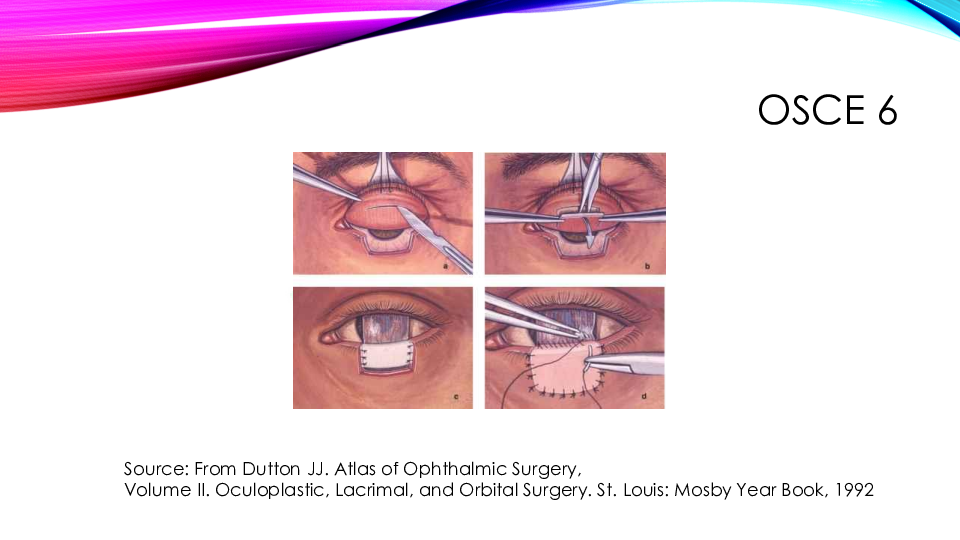 OSCE 6
a
b
c
d
Source: From Dutton JJ. Atlas of Ophthalmic Surgery,
Volume II. Oculoplastic, Lacrimal, and Orbital Surgery. St. Louis: Mosby Year Book, 1992